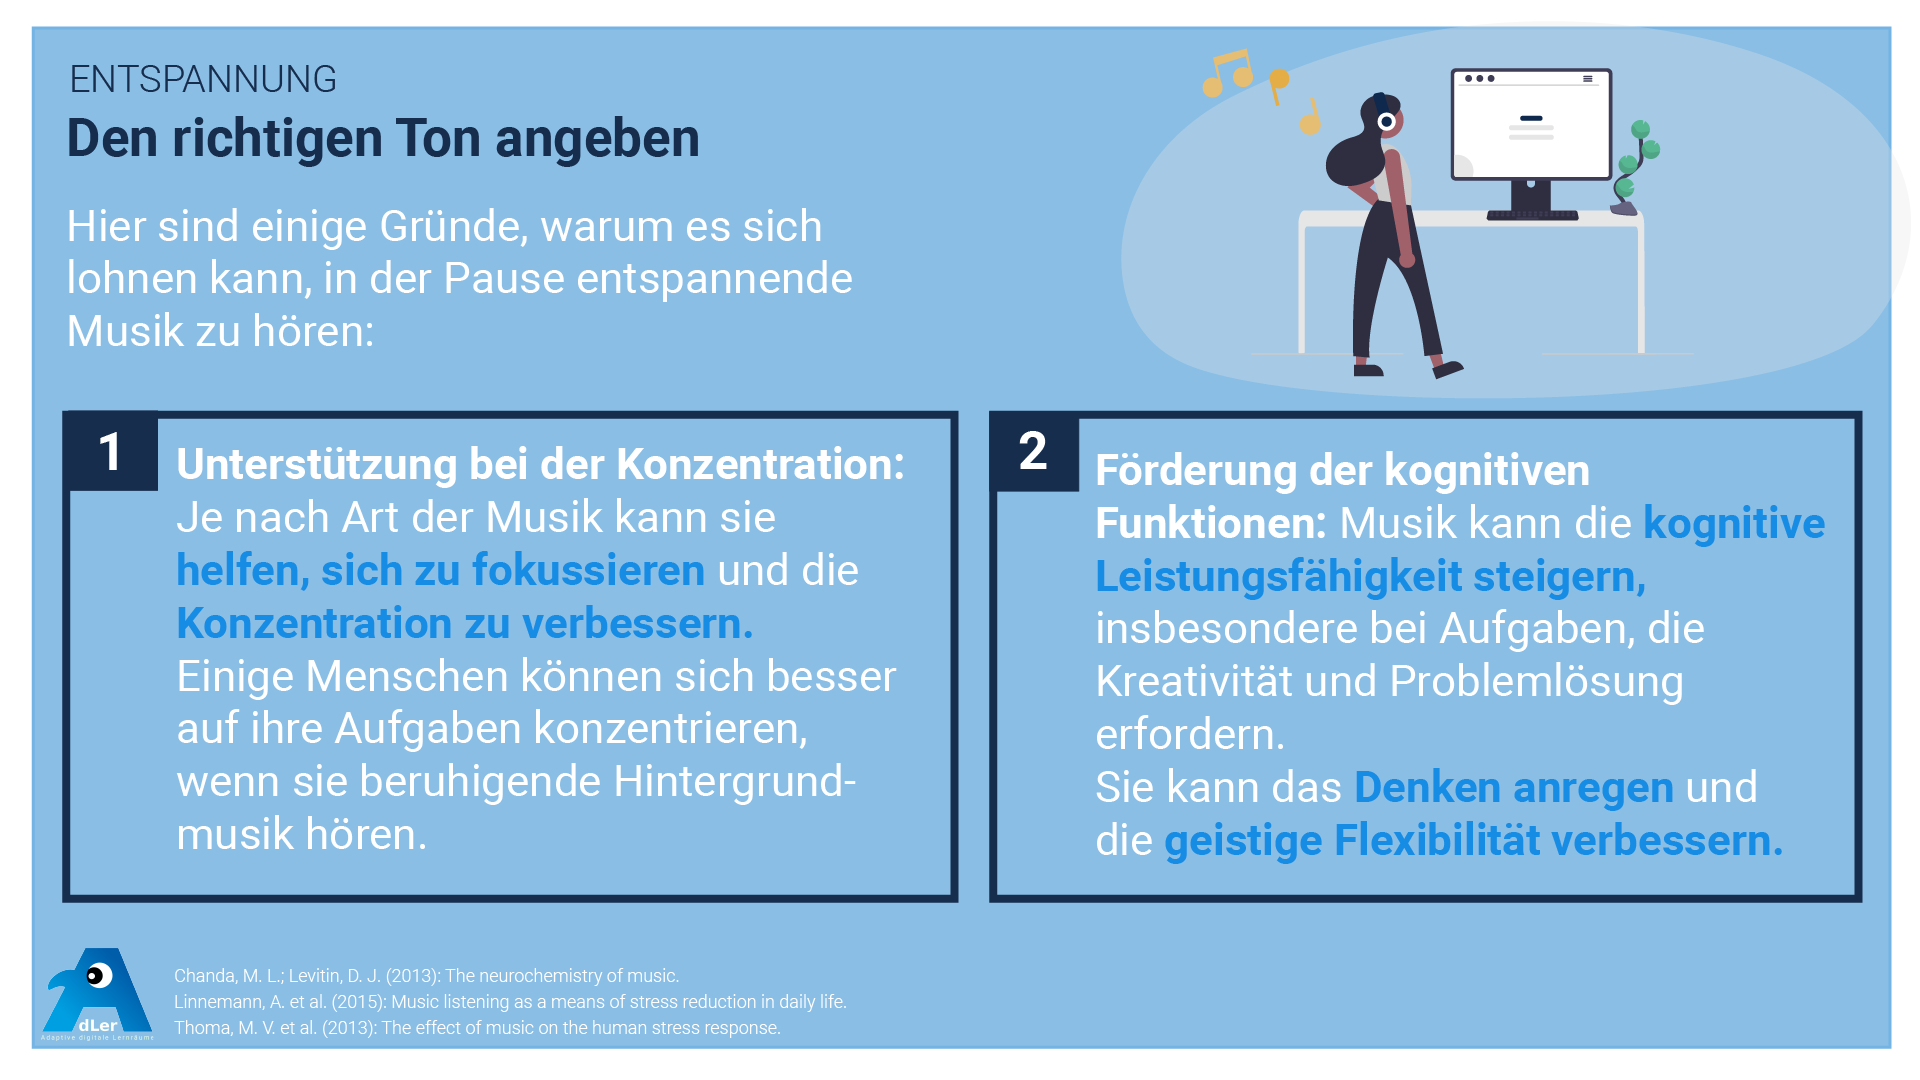 ENTSPANNUNG
Den richtigen Ton angeben
Hier sind einige Gründe, warum es sich
lohnen kann, in der Pause entspannende
Musik zu hören:
1
Unterstützung bei der Konzentration:
Je nach Art der Musik kann sie
helfen, sich zu fokussieren und die
Konzentration zu verbessern.
Einige Menschen können sich besser
auf ihre Aufgaben konzentrieren,
wenn sie beruhigende Hintergrund-
musik hören.
2
Förderung der kognitiven
Funktionen: Musik kann die kognitive
Leistungsfähigkeit steigern,
insbesondere bei Aufgaben, die
Kreativität und Problemlösung
erfordern.
Sie kann das Denken anregen und
die geistige Flexibilität verbessern.
dLer
Adaptive digitale Lernräume
Chanda, M. L.; Levitin, D. J. (2013): The neurochemistry of music.
Linnemann, A. et al. (2015): Music listening as a means of stress reduction in daily life.
Thoma, M. V. et al. (2013): The effect of music on the human stress response.